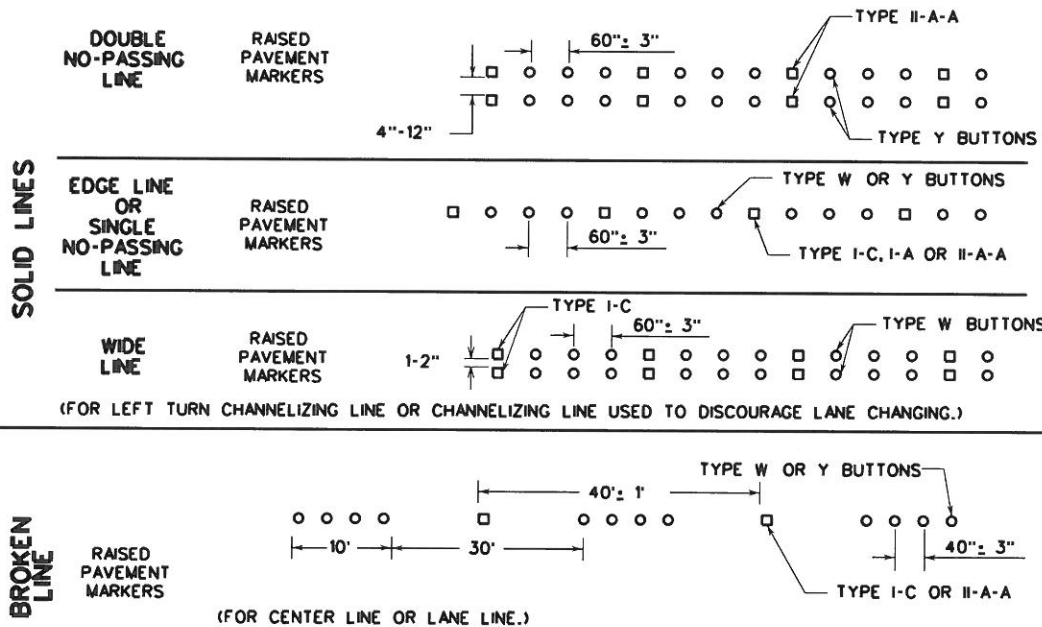 SOLID LINES
DOUBLE
NO-PASSING
LINE
RAISED
PAVEMENT
MARKERS
60"± 3"
TYPE II-A-A
4"-12"
TYPE Y BUTTONS
EDGE LINE
OR
SINGLE
NO-PASSING
LINE
RAISED
PAVEMENT
MARKERS
60"± 3"
TYPE W OR Y BUTTONS
TYPE I-C, I-A OR II-A-A
WIDE
LINE
RAISED
PAVEMENT
MARKERS
1-2"
TYPE I-C
60"± 3"
TYPE W BUTTONS
(FOR LEFT TURN CHANNELIZING LINE OR CHANNELIZING LINE USED TO DISCOURAGE LANE CHANGING.)
BROKEN
LINE
RAISED
PAVEMENT
MARKERS
TYPE W OR Y BUTTONS
40'± 1'
10'
30'
40"± 3"
TYPE I-C OR II-A-A
(FOR CENTER LINE OR LANE LINE.)